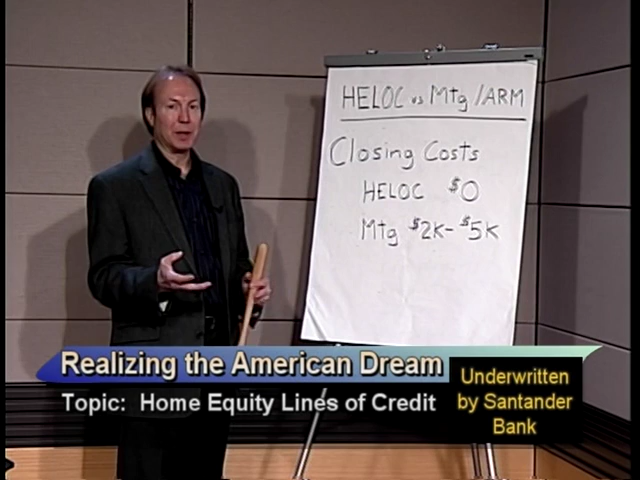 HELOC vs Mtg/ARM
Closing Costs
HELOC $0
Mtg $2K-$5K
Realizing the American Dream
Topic: Home Equity Lines of Credit
Underwritten
by Santander
Bank